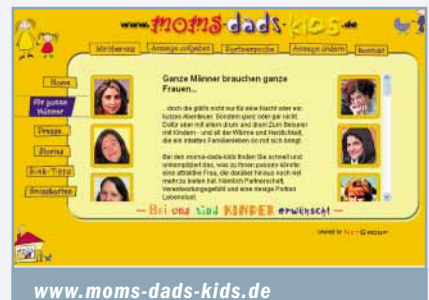 www.moms-dads-kids.de
Anzeige aufgeben
Partnersuche
Anzeige ändern
Kontakt
Home
Für ganze
Männer
Presse
Stories
Grusskarten
Ganze Männer brauchen ganze
Frauen...
...doch die gibts nicht nur für eine Nacht oder ein
kurzes Abenteuer. Sondern ganz oder gar nicht.
Dafür aber mit allem drum und dran! Zum Beispiel
mit Kindern - und all der Wärme und Herzlichkeit,
die ein intaktes Familienleben so mit sich bringt.
Bei den moms-dads-kids finden Sie schnell und
unkompliziert das, was zu Ihnen passen könnte:
eine attraktive Frau, die darüber hinaus noch viel
mehr zu bieten hat. Nämlich Partnerschaft,
Verantwortungsgefühl und eine riesige Portion
Lebenslust.
— Bei uns sind KINDER erwünscht —
www.moms-dads-kids.de